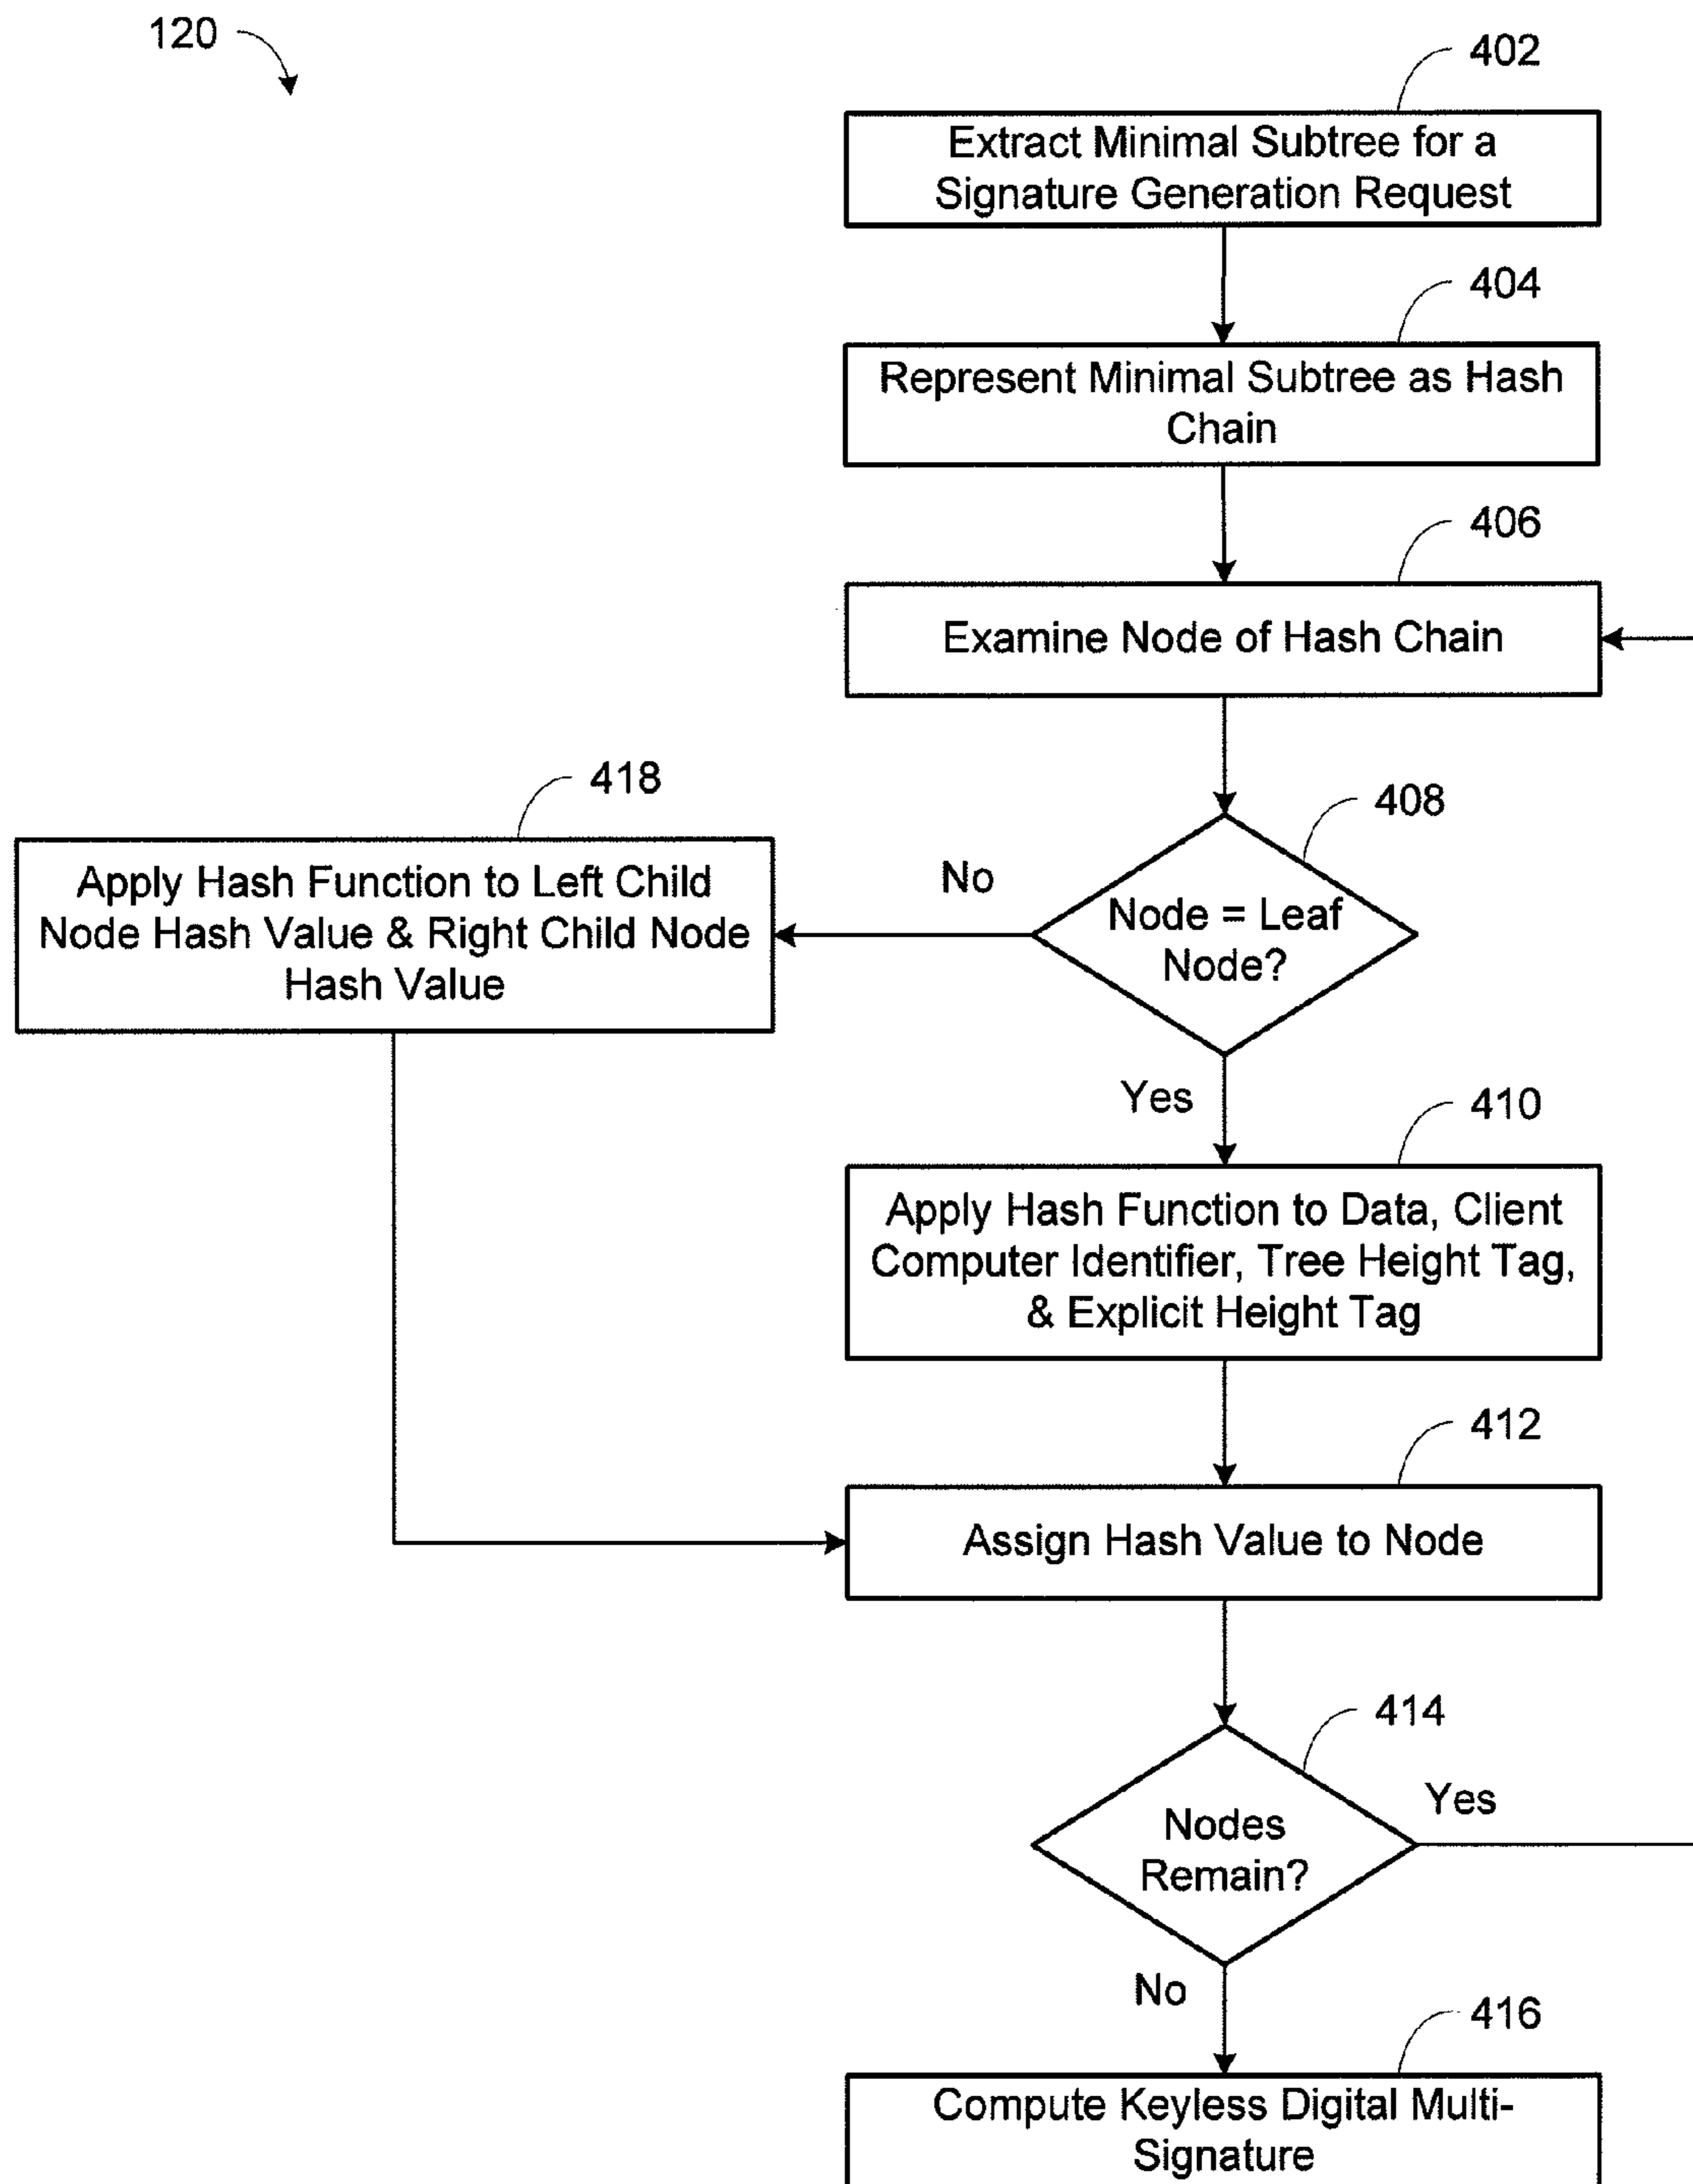 120
402
Extract Minimal Subtree for a
Signature Generation Request
404
Represent Minimal Subtree as Hash
Chain
406
Examine Node of Hash Chain
408
Node = Leaf
Node?
No
418
Apply Hash Function to Left Child
Node Hash Value & Right Child Node
Hash Value
Yes
410
Apply Hash Function to Data, Client
Computer Identifier, Tree Height Tag,
& Explicit Height Tag
412
Assign Hash Value to Node
414
Nodes
Remain?
Yes
No
416
Compute Keyless Digital Multi-
Signature